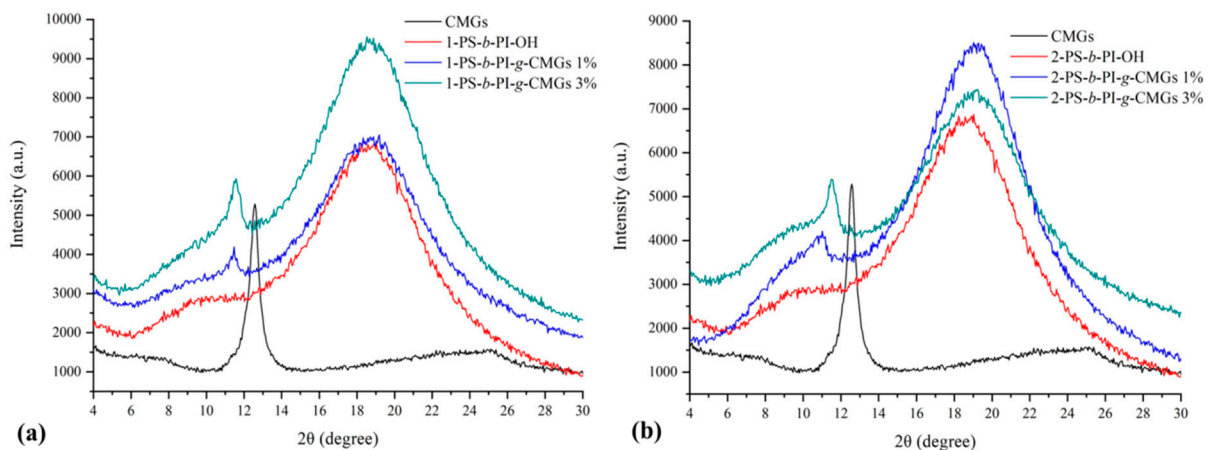 10000
9000
8000
7000
6000
5000
4000
3000
2000
1000
Intensity (a.u.)
CMGs
1-PS-b-PI-OH
1-PS-b-PI-g-CMGs 1%
1-PS-b-PI-g-CMGs 3%
4 6 8 10 12 14 16 18 20 22 24 26 28 30
2θ (degree)
(a)
9000
8000
7000
6000
5000
4000
3000
2000
1000
Intensity (a.u.)
CMGs
2-PS-b-PI-OH
2-PS-b-PI-g-CMGs 1%
2-PS-b-PI-g-CMGs 3%
4 6 8 10 12 14 16 18 20 22 24 26 28 30
2θ (degree)
(b)